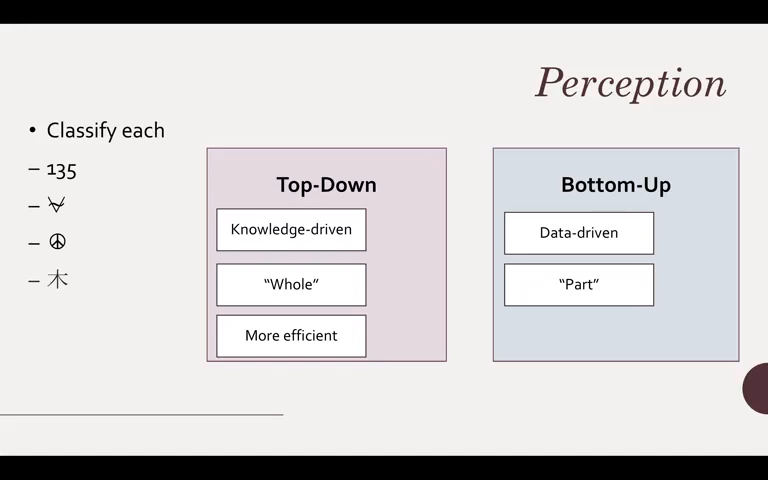 Perception
• Classify each
– 135
– ⩝
– ☮
– 木
Top-Down
Knowledge-driven
“Whole”
More efficient
Bottom-Up
Data-driven
“Part”